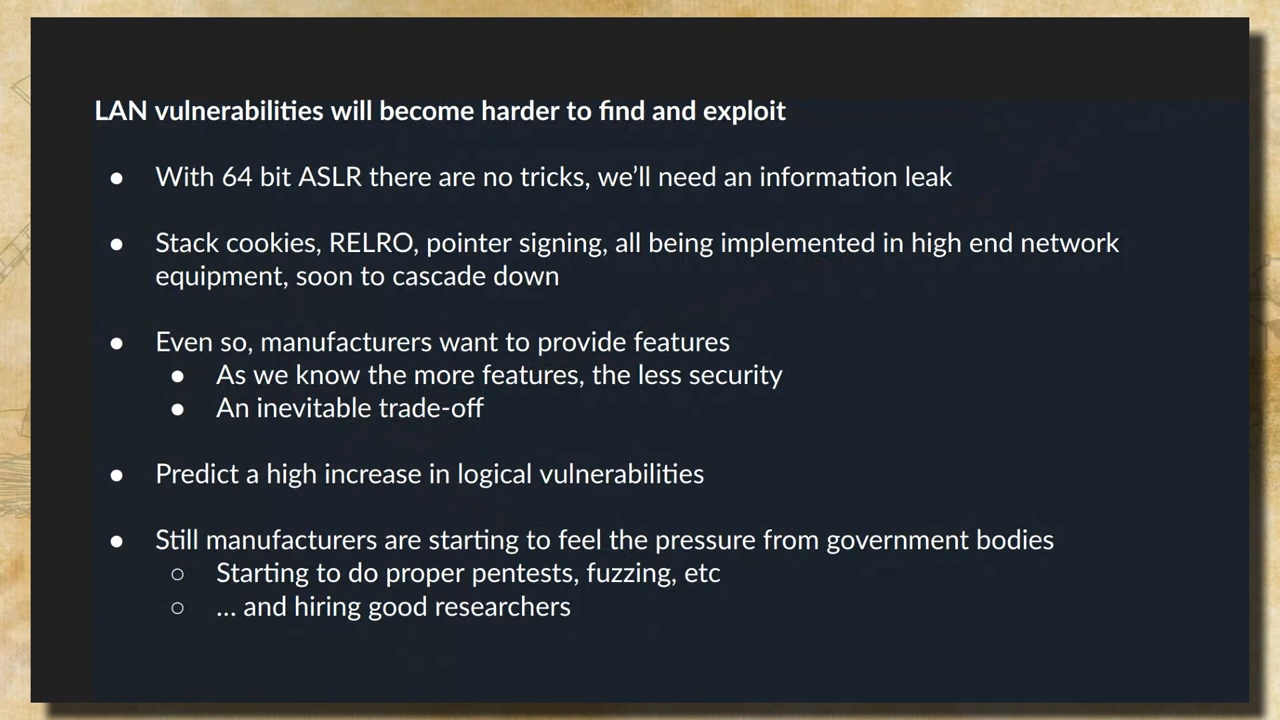 LAN vulnerabilities will become harder to find and exploit
● With 64 bit ASLR there are no tricks, we'll need an information leak
● Stack cookies, RELRO, pointer signing, all being implemented in high end network
equipment, soon to cascade down
● Even so, manufacturers want to provide features
● As we know the more features, the less security
● An inevitable trade-off
● Predict a high increase in logical vulnerabilities
● Still manufacturers are starting to feel the pressure from government bodies
○ Starting to do proper pentests, fuzzing, etc
○ … and hiring good researchers